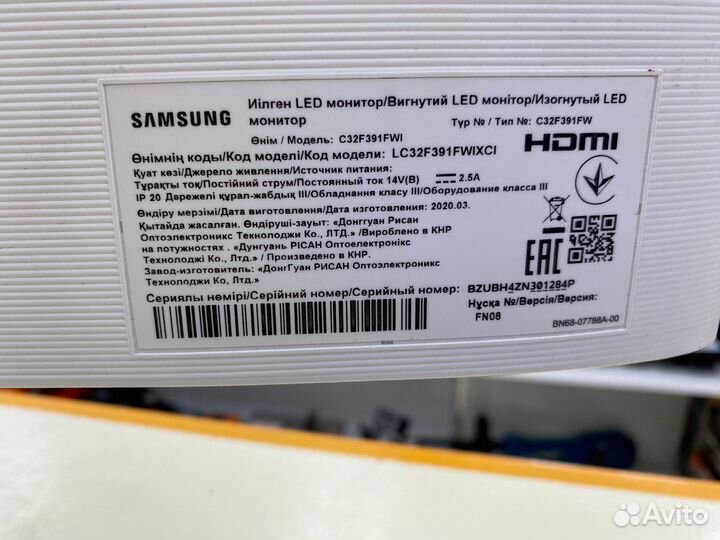 SAMSUNG
Иілген LED монитор/Вигнутий LED монітор/Изогнутый LED
монитор
Түр № / Тип №: C32F391FW
Өнім / Модель: C32F391FWI
HDMI
Өнімнің коды/Код моделі/Код модели: LC32F391FWIXCI
Қуат көзі/Джерело живлення/Источник питания:
Тұрақты ток/Постійний струм/Постоянный ток 14V(B) 2.5A
IP 20 Дәрежелі құрал-жабдық III/Обладнання класу III/Оборудование класса III
Өндіру мерзімі/Дата виготовлення/Дата изготовления: 2020.03.
Қытайда жасалған. Өндіруші-зауыт: «Донггуан Рисан
Оптоэлектроникс Текнолоджи Ко., ЛТД.» /Вироблено в КНР
на потужностях . «Дунгуань РІСАН Оптоелектронікс
Технолоджі Ко., Лтд.» / Произведено в КНР.
Завод-изготовитель: «ДонгГуан РИСАН Оптоэлектроникс
Технолоджи Ко, Лтд.»
EAC
Сериялы нөмірі/Серійний номер/Серийный номер: BZUBH4ZN301284P
Нұсқа №/Версія/Версия:
FN08
BN68-07788A-00
Avito